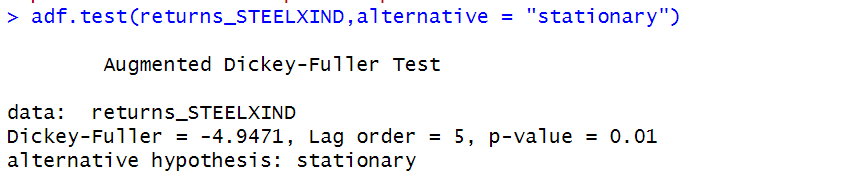 > adf.test(returns_STEELXIND,alternative = "stationary")
Augmented Dickey-Fuller Test
data:  returns_STEELXIND
Dickey-Fuller = -4.9471, Lag order = 5, p-value = 0.01
alternative hypothesis: stationary